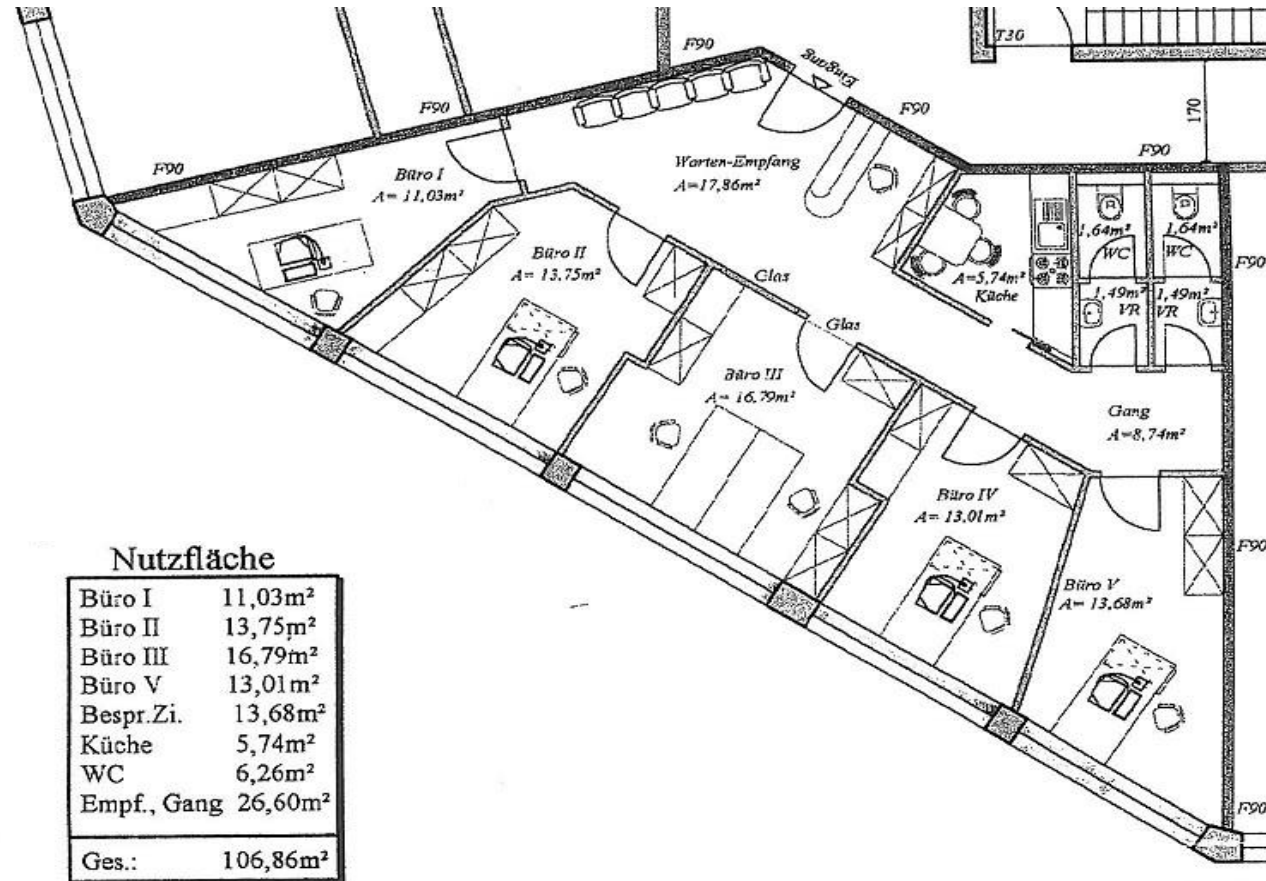 T30
F90
Eingang
F90
F90
170
F90
F90
Büro I
A= 11,03m²
Warten-Empfang
A=17,86m²
1,64m²
WC
1,64m²
WC
Büro II
A= 13,75m²
Glas
A=5,74m²
Küche
F90
1,49m²
VR
1,49m²
VR
Glas
Büro III
A= 16,79m²
Gang
A=8,74m²
Büro IV
A= 13,01m²
F90
Büro V
A= 13,68m²
F90
Nutzfläche
Büro I 11,03m²
Büro II 13,75m²
Büro III 16,79m²
Büro V 13,01m²
Bespr.Zi. 13,68m²
Küche 5,74m²
WC 6,26m²
Empf., Gang 26,60m²
Ges.: 106,86m²